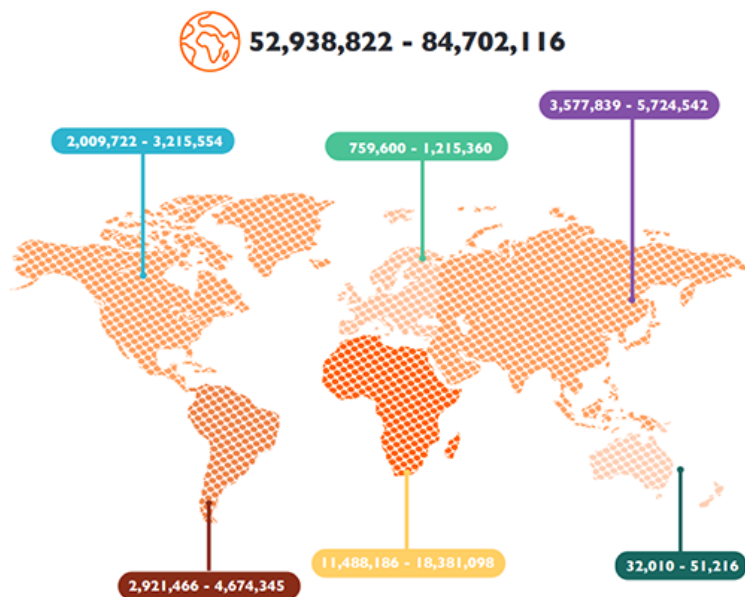 52,938,822 - 84,702,116
3,577,839 - 5,724,542
2,009,722 - 3,215,554
759,600 - 1,215,360
2,921,466 - 4,674,345
11,488,186 - 18,381,098
32,010 - 51,216